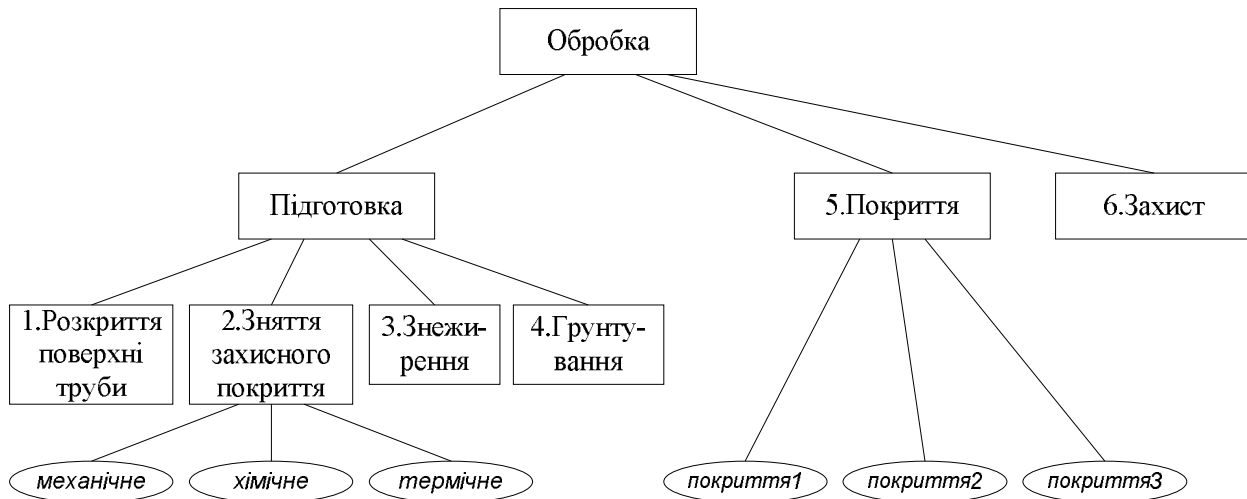 Обробка
Підготовка
5.Покриття
6.Захист
1.Розкриття
поверхні
труби
2.Зняття
захисного
покриття
3.Знежи-
рення
4.Грунту-
вання
механічне
хімічне
термічне
покриття1
покриття2
покриття3